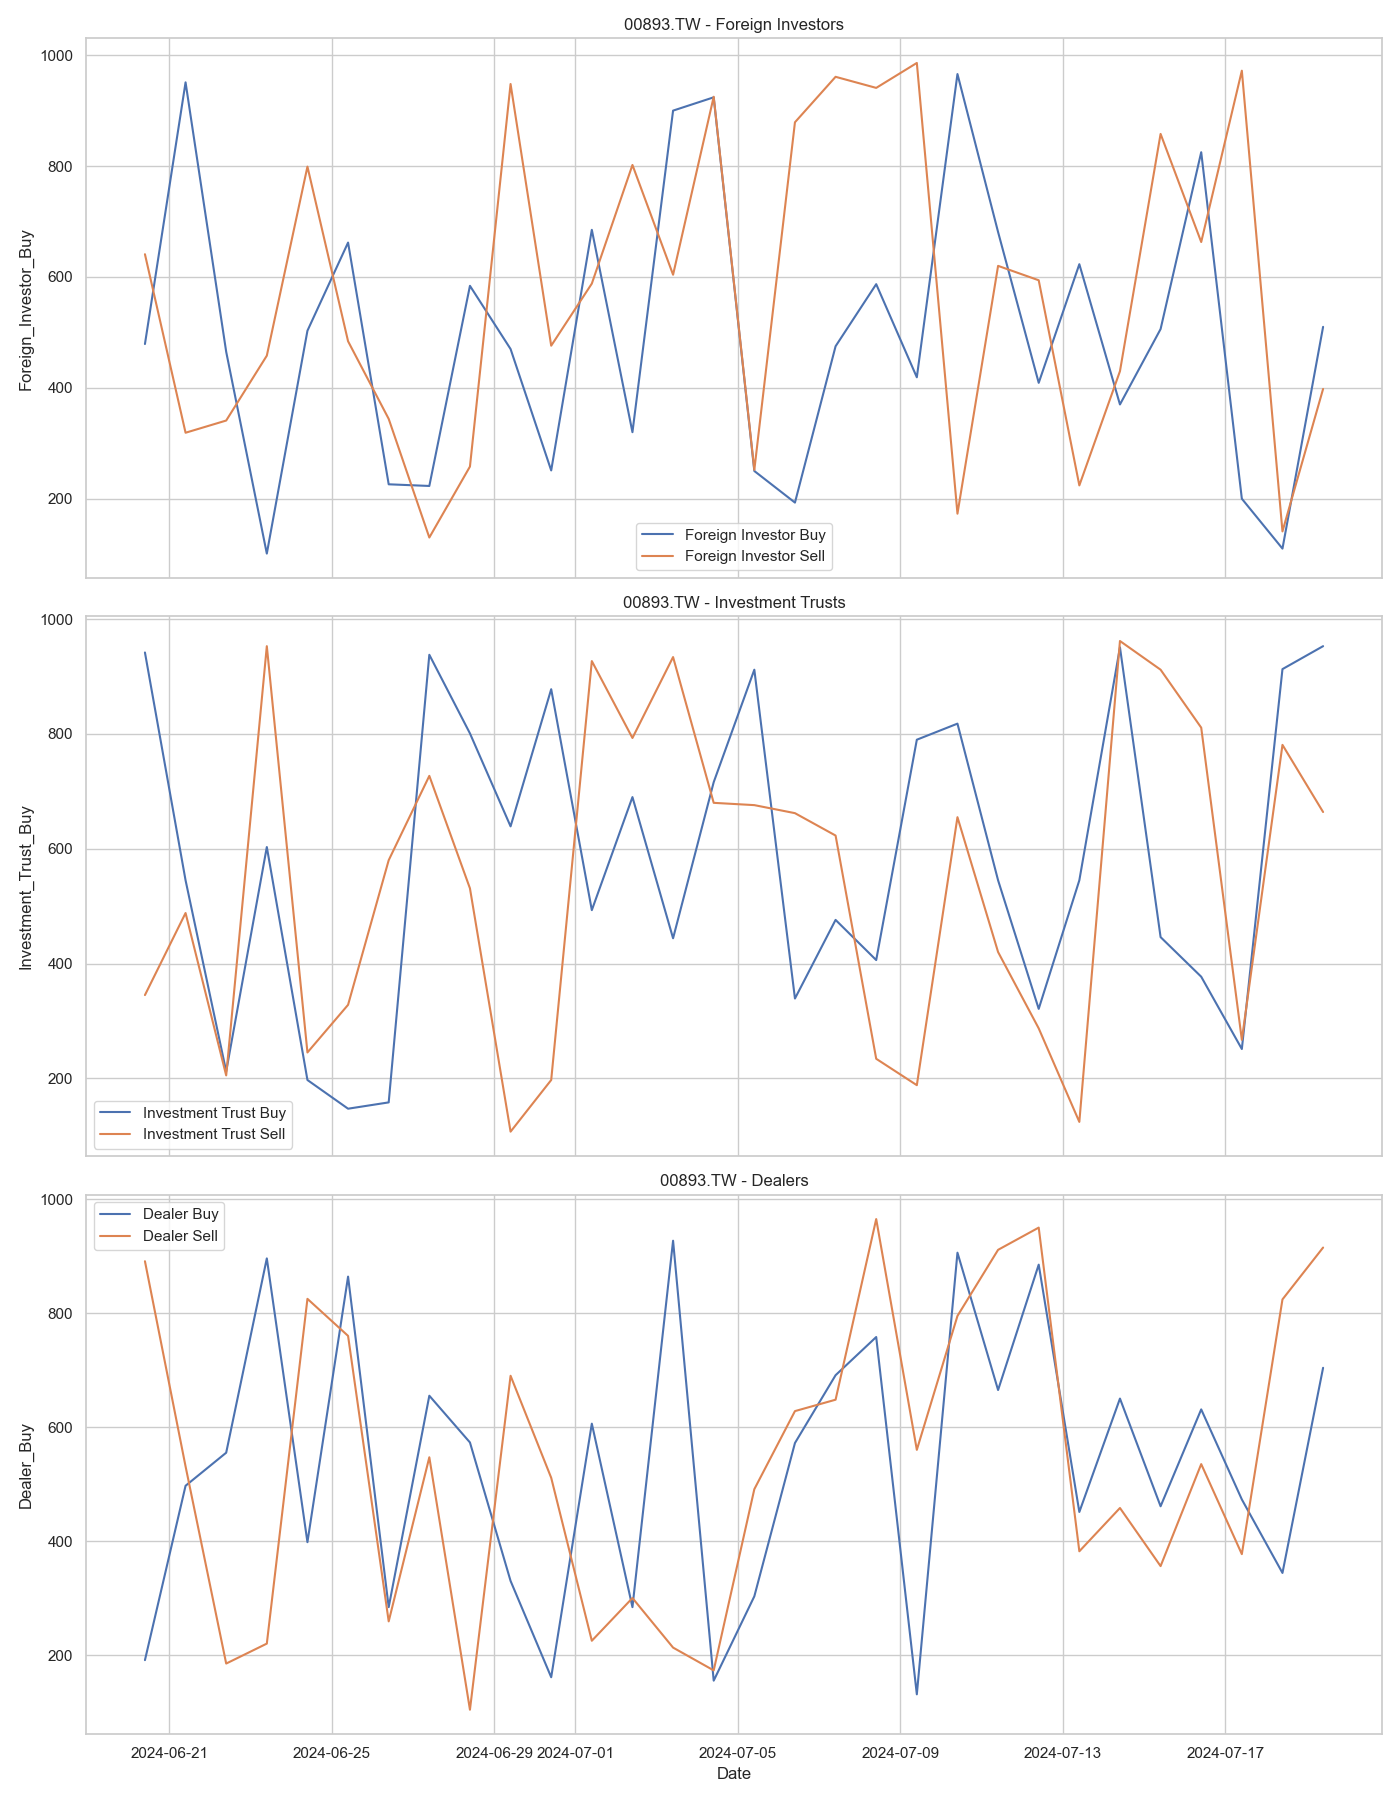 00893.TW - Foreign Investors
1000
800
600
400
200
Foreign_Investor_Buy
Foreign Investor Buy
Foreign Investor Sell
00893.TW - Investment Trusts
1000
800
600
400
200
Investment_Trust_Buy
Investment Trust Buy
Investment Trust Sell
00893.TW - Dealers
1000
800
600
400
200
Dealer_Buy
Dealer Buy
Dealer Sell
2024-06-21 2024-06-25 2024-06-29 2024-07-01 2024-07-05 2024-07-09 2024-07-13 2024-07-17
Date